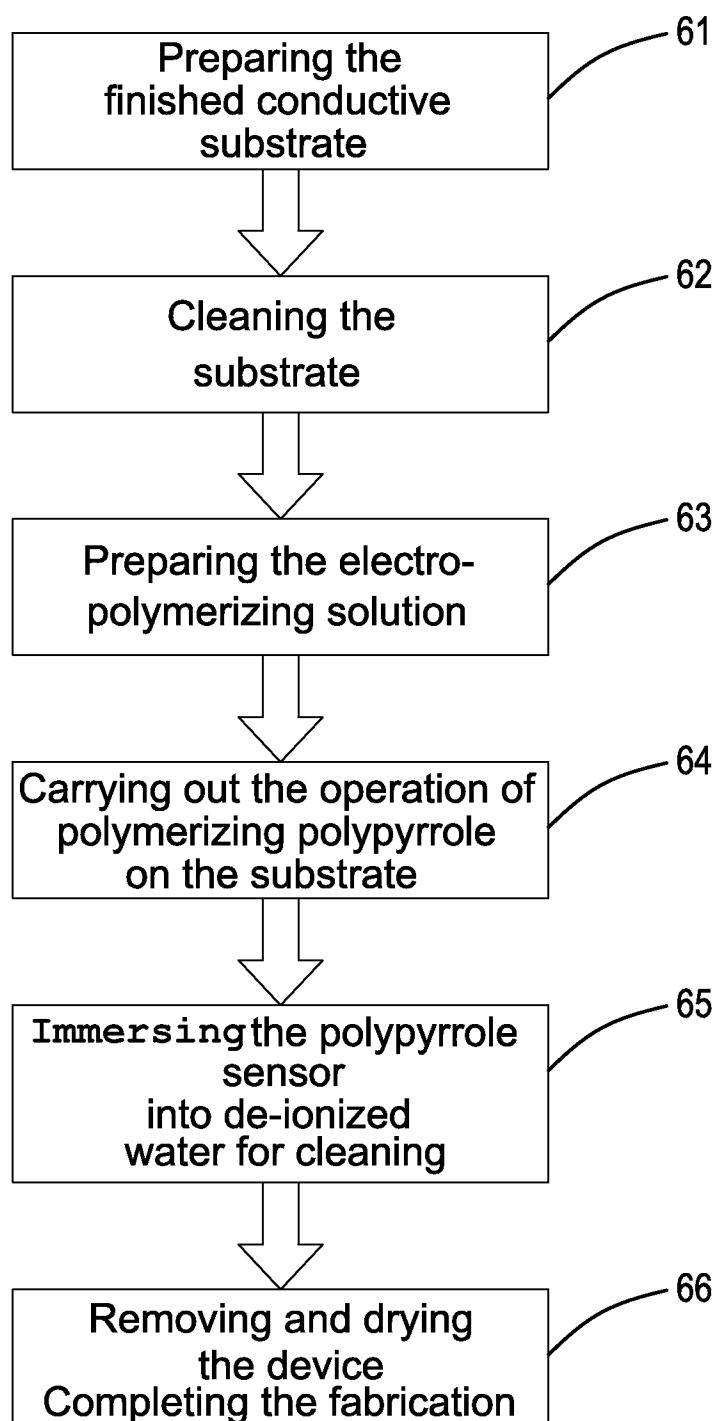 61
Preparing the
finished conductive
substrate
62
Cleaning the
substrate
63
Preparing the electro-
polymerizing solution
64
Carrying out the operation of
polymerizing polypyrrole
on the substrate
65
Immersing the polypyrrole
sensor
into de-ionized
water for cleaning
66
Removing and drying
the device
Completing the fabrication